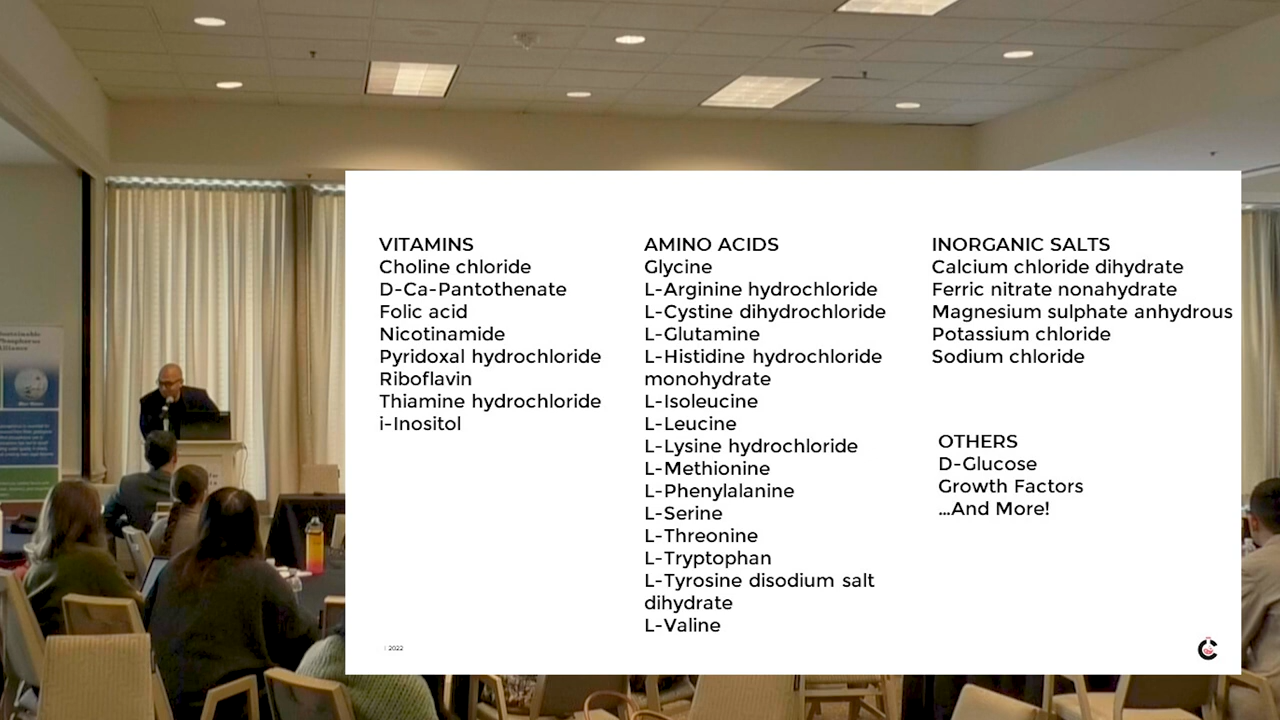 Sustainable
Phosphorus
Alliance
VITAMINS
Choline chloride
D-Ca-Pantothenate
Folic acid
Nicotinamide
Pyridoxal hydrochloride
Riboflavin
Thiamine hydrochloride
i-Inositol
AMINO ACIDS
Glycine
L-Arginine hydrochloride
L-Cystine dihydrochloride
L-Glutamine
L-Histidine hydrochloride
monohydrate
L-Isoleucine
L-Leucine
L-Lysine hydrochloride
L-Methionine
L-Phenylalanine
L-Serine
L-Threonine
L-Tryptophan
L-Tyrosine disodium salt
dihydrate
L-Valine
INORGANIC SALTS
Calcium chloride dihydrate
Ferric nitrate nonahydrate
Magnesium sulphate anhydrous
Potassium chloride
Sodium chloride
OTHERS
D-Glucose
Growth Factors
...And More!
| 2022